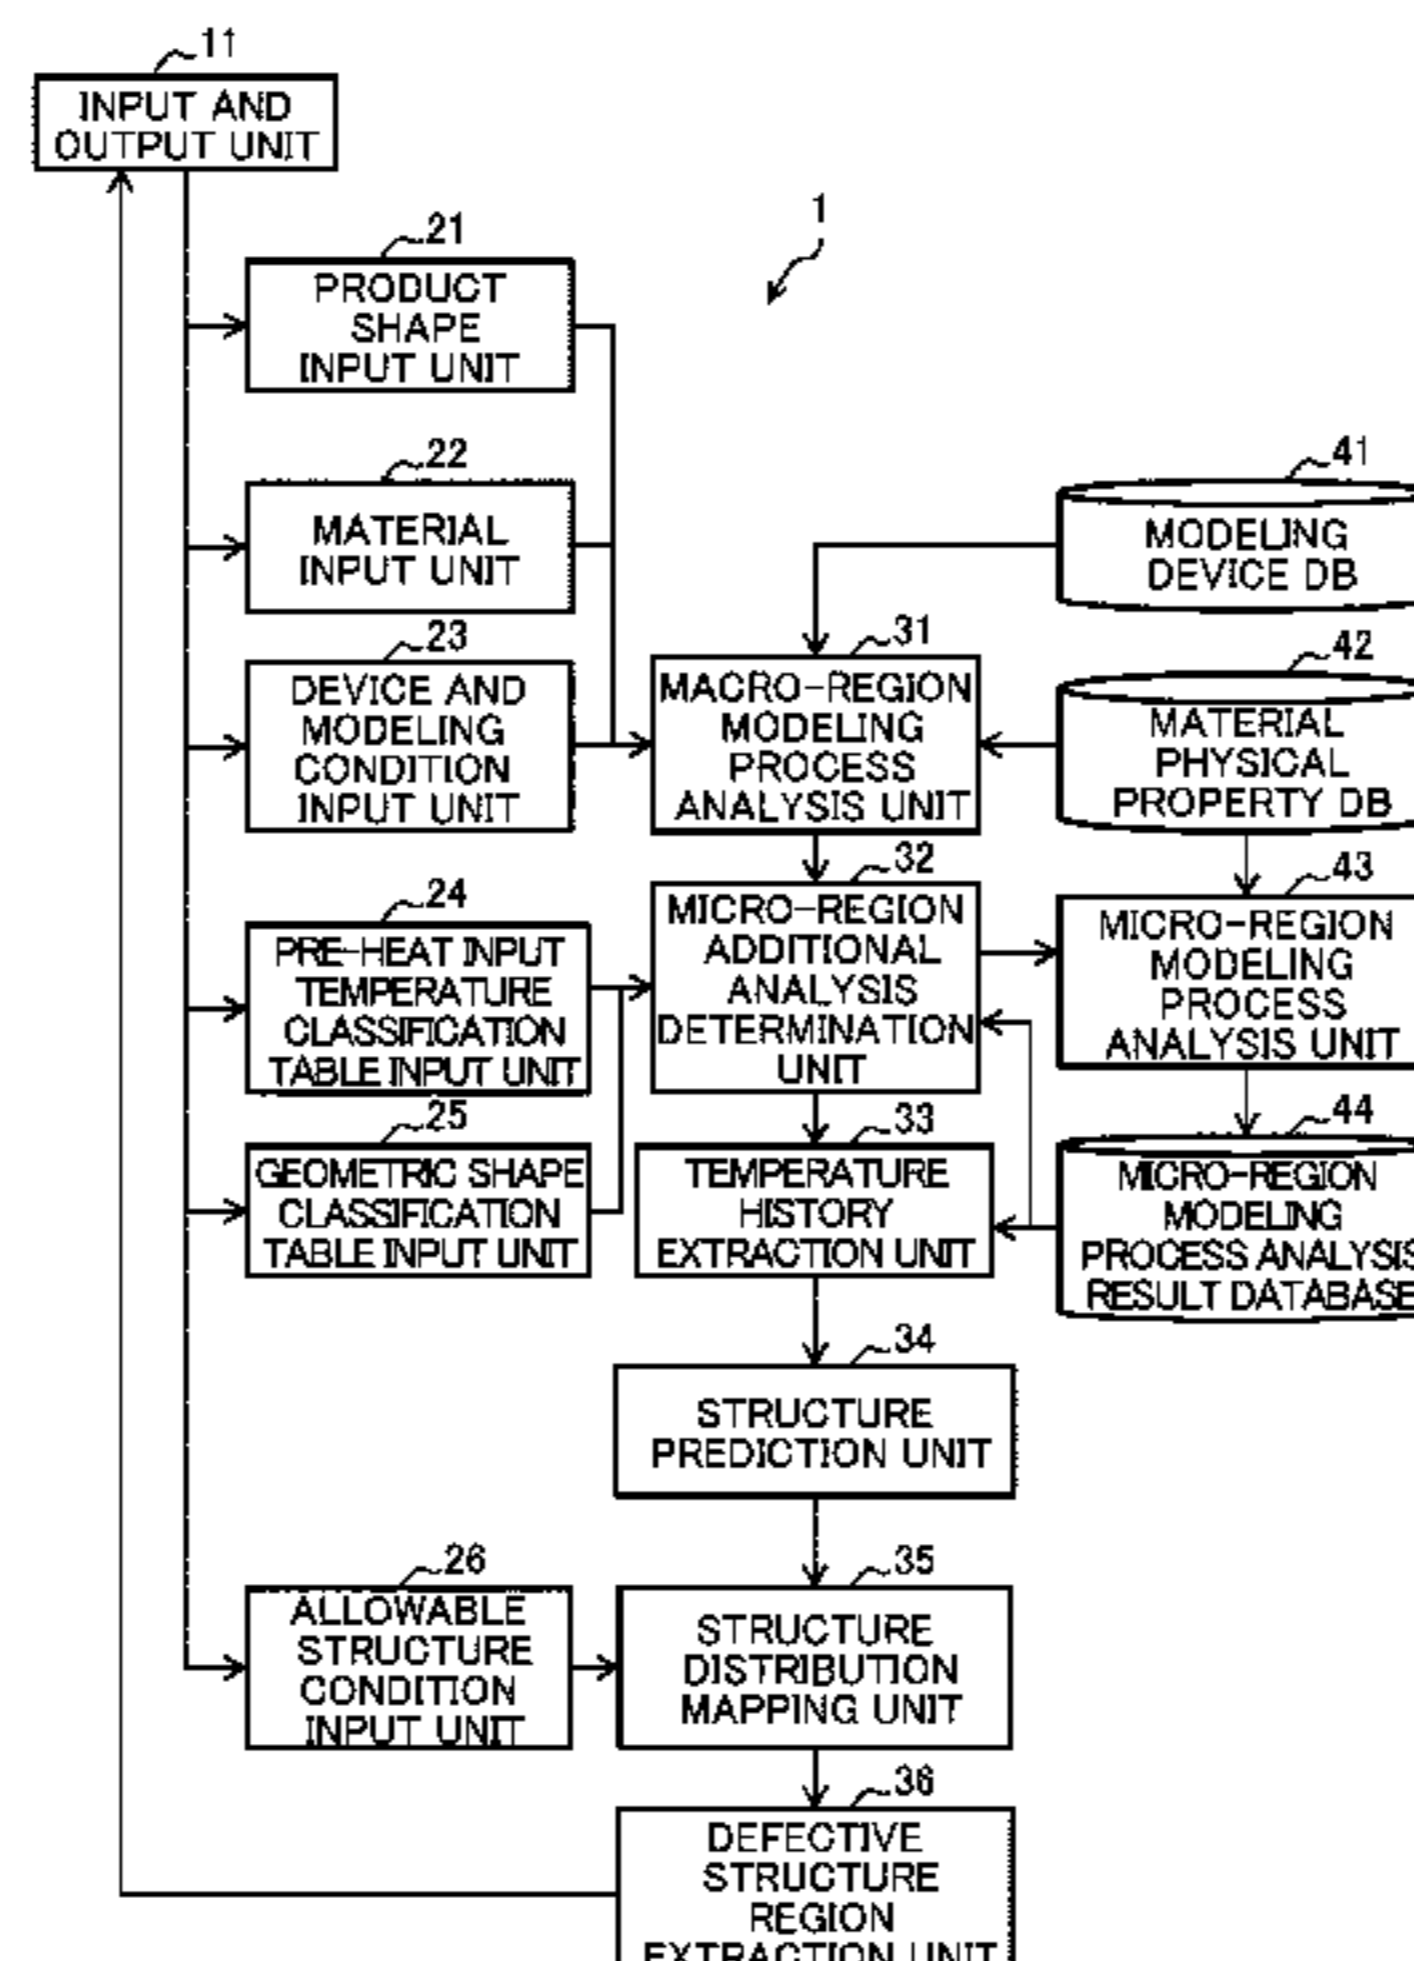 11
INPUT AND
OUTPUT UNIT
1
21
PRODUCT
SHAPE
INPUT UNIT
22
MATERIAL
INPUT UNIT
23
DEVICE AND
MODELING
CONDITION
INPUT UNIT
24
PRE-HEAT INPUT
TEMPERATURE
CLASSIFICATION
TABLE INPUT UNIT
25
GEOMETRIC SHAPE
CLASSIFICATION
TABLE INPUT UNIT
26
ALLOWABLE
STRUCTURE
CONDITION
INPUT UNIT
31
MACRO-REGION
MODELING
PROCESS
ANALYSIS UNIT
32
MICRO-REGION
ADDITIONAL
ANALYSIS
DETERMINATION
UNIT
33
TEMPERATURE
HISTORY
EXTRACTION UNIT
34
STRUCTURE
PREDICTION UNIT
35
STRUCTURE
DISTRIBUTION
MAPPING UNIT
36
DEFECTIVE
STRUCTURE
REGION
EXTRACTION UNIT
41
MODELING
DEVICE DB
42
MATERIAL
PHYSICAL
PROPERTY DB
43
MICRO-REGION
MODELING
PROCESS
ANALYSIS UNIT
44
MICRO-REGION
MODELING
PROCESS ANALYSIS
RESULT DATABASE